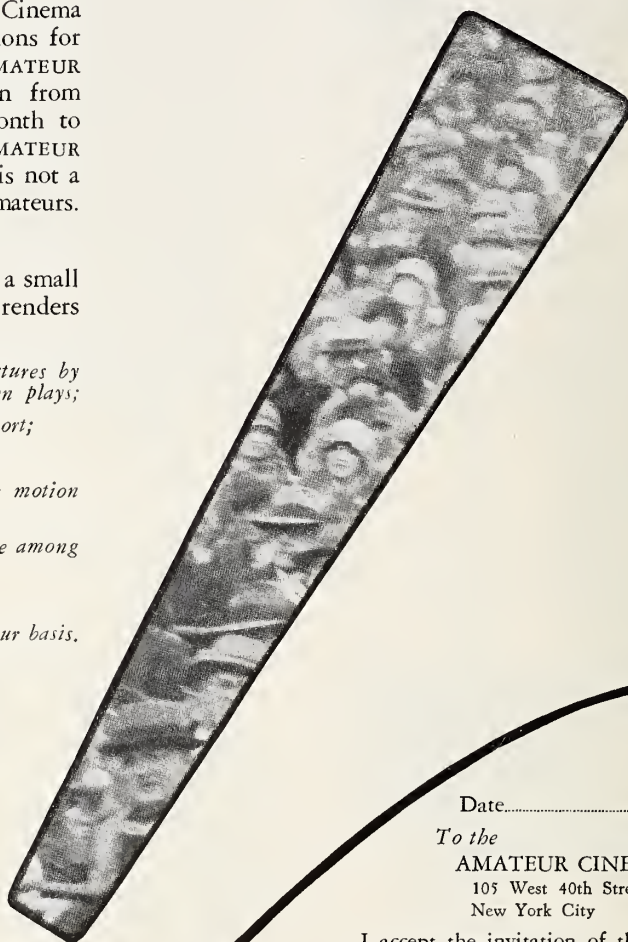 Cinema
ons for
MATEUR
n from
onth to
MATEUR
is not a
mateurs.
a small
renders
tures by
n plays;
ort;
motion
e among
ur basis.
Date
To the
AMATEUR CINE
105 West 40th Stre
New York City
I accept the invitation of th